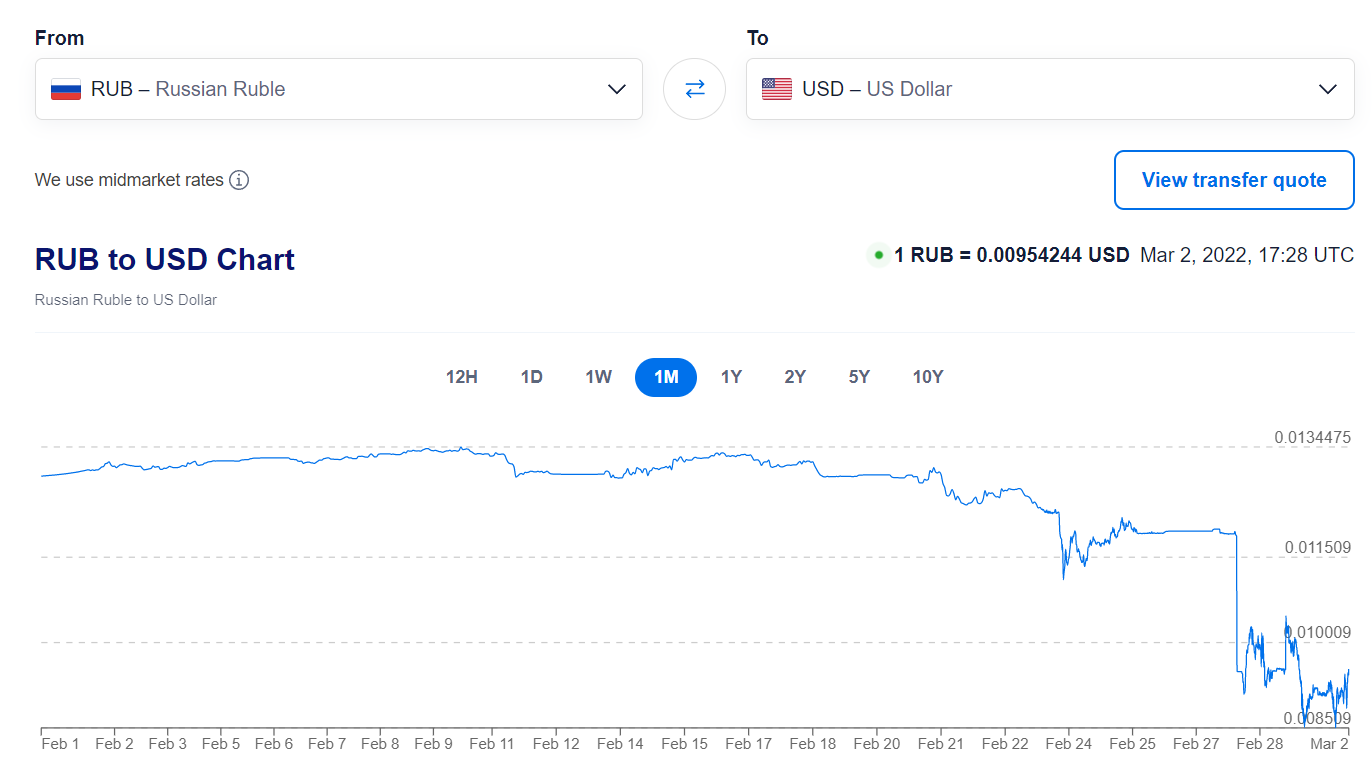 From
To
RUB – Russian Ruble
USD – US Dollar
We use midmarket rates
View transfer quote
RUB to USD Chart
1 RUB = 0.00954244 USD Mar 2, 2022, 17:28 UTC
Russian Ruble to US Dollar
12H 1D 1W 1M 1Y 2Y 5Y 10Y
0.0134475
0.011509
0.010009
0.008509
Feb 1 Feb 2 Feb 3 Feb 5 Feb 6 Feb 7 Feb 8 Feb 9 Feb 11 Feb 12 Feb 14 Feb 15 Feb 17 Feb 18 Feb 20 Feb 21 Feb 22 Feb 24 Feb 25 Feb 27 Feb 28 Mar 2